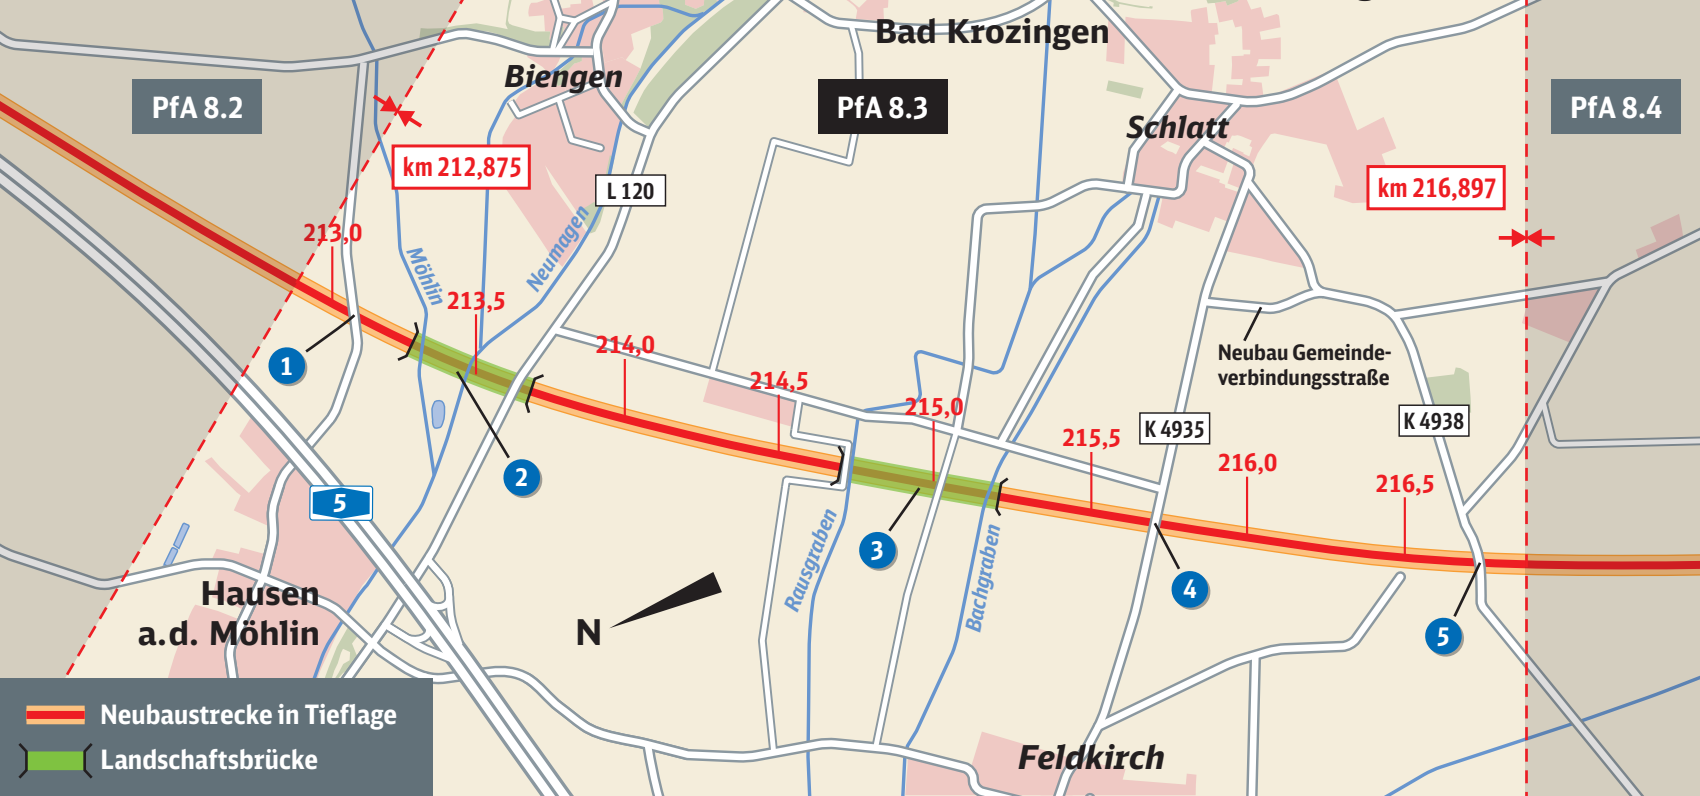 Bad Krozingen
Biengen
PfA 8.2
PfA 8.3
PfA 8.4
Schlatt
km 212,875
L 120
km 216,897
213,0
Möhlin
Neumagen
213,5
214,0
214,5
215,0
Neubau Gemeinde-
verbindungsstraße
1
2
K 4935
K 4938
215,5
216,0
216,5
5
3
4
5
Rausgraben
Bachgraben
Hausen
a.d. Möhlin
N
Neubaustrecke in Tieflage
Landschaftsbrücke
Feldkirch